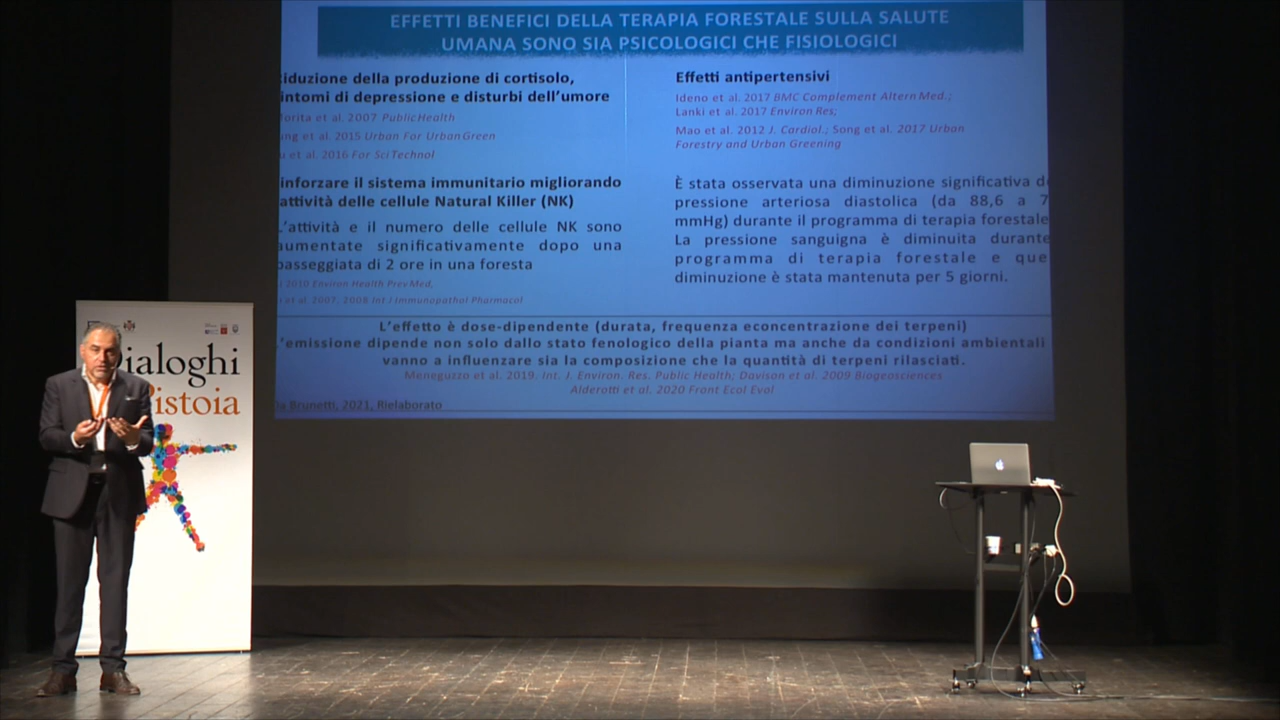 EFFETTI BENEFICI DELLA TERAPIA FORESTALE SULLA SALUTE
UMANA SONO SIA PSICOLOGICI CHE FISIOLOGICI
iduzione della produzione di cortisolo,
intomi di depressione e disturbi dell'umore
orita et al. 2007 PublicHealth
ung et al. 2015 Urban For UrbanGreen
u et al. 2016 For Sci Technol
inforzare il sistema immunitario migliorando
attività delle cellule Natural Killer (NK)
L'attività e il numero delle cellule NK sono
aumentate significativamente dopo una
passeggiata di 2 ore in una foresta
i 2010 Environ Health PrevMed,
et al. 2007, 2008 Int J Immunopathol Pharmacol
Effetti antipertensivi
Ideno et al. 2017 BMC Complement Altern Med.;
Lanki et al. 2017 Environ Res;
Mao et al. 2012 J. Cardiol.; Song et al. 2017 Urban
Forestry and Urban Greening
È stata osservata una diminuzione significativa d
pressione arteriosa diastolica (da 88,6 a 7
mmHg) durante il programma di terapia forestale
La pressione sanguigna è diminuita durante
programma di terapia forestale e que
diminuzione è stata mantenuta per 5 giorni.
L'effetto è dose-dipendente (durata, frequenza econcentrazione dei terpeni)
L'emissione dipende non solo dallo stato fenologico della pianta ma anche da condizioni ambientali
vanno a influenzare sia la composizione che la quantità di terpeni rilasciati.
Meneguzzo et al. 2019. Int. J. Environ. Res. Public Health; Davison et al. 2009 Biogeosciences
Alderotti et al. 2020 Front Ecol Evol
Da Brunetti, 2021, Rielaborato
ialoghi
istoia